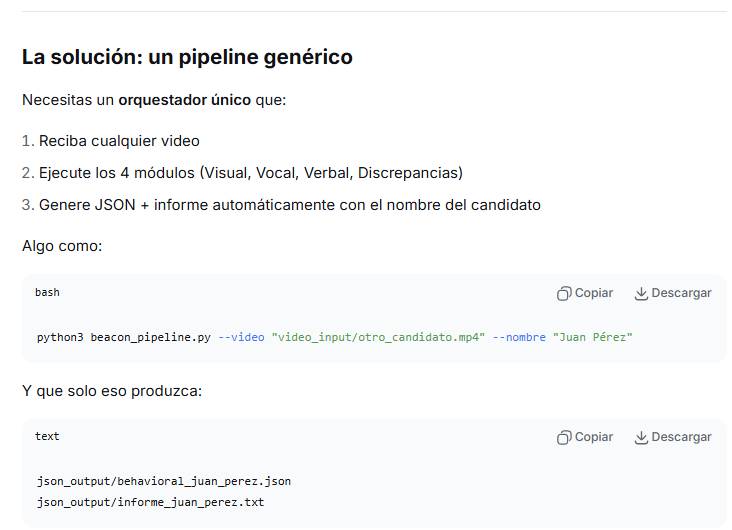 La solución: un pipeline genérico
Necesitas un orquestador único que:
1. Reciba cualquier video
2. Ejecute los 4 módulos (Visual, Vocal, Verbal, Discrepancias)
3. Genere JSON + informe automáticamente con el nombre del candidato
Algo como:
bash
Copiar
Descargar
python3 beacon_pipeline.py --video "video_input/otro_candidato.mp4" --nombre "Juan Pérez"
Y que solo eso produzca:
text
Copiar
Descargar
json_output/behavioral_juan_perez.json
json_output/informe_juan_perez.txt